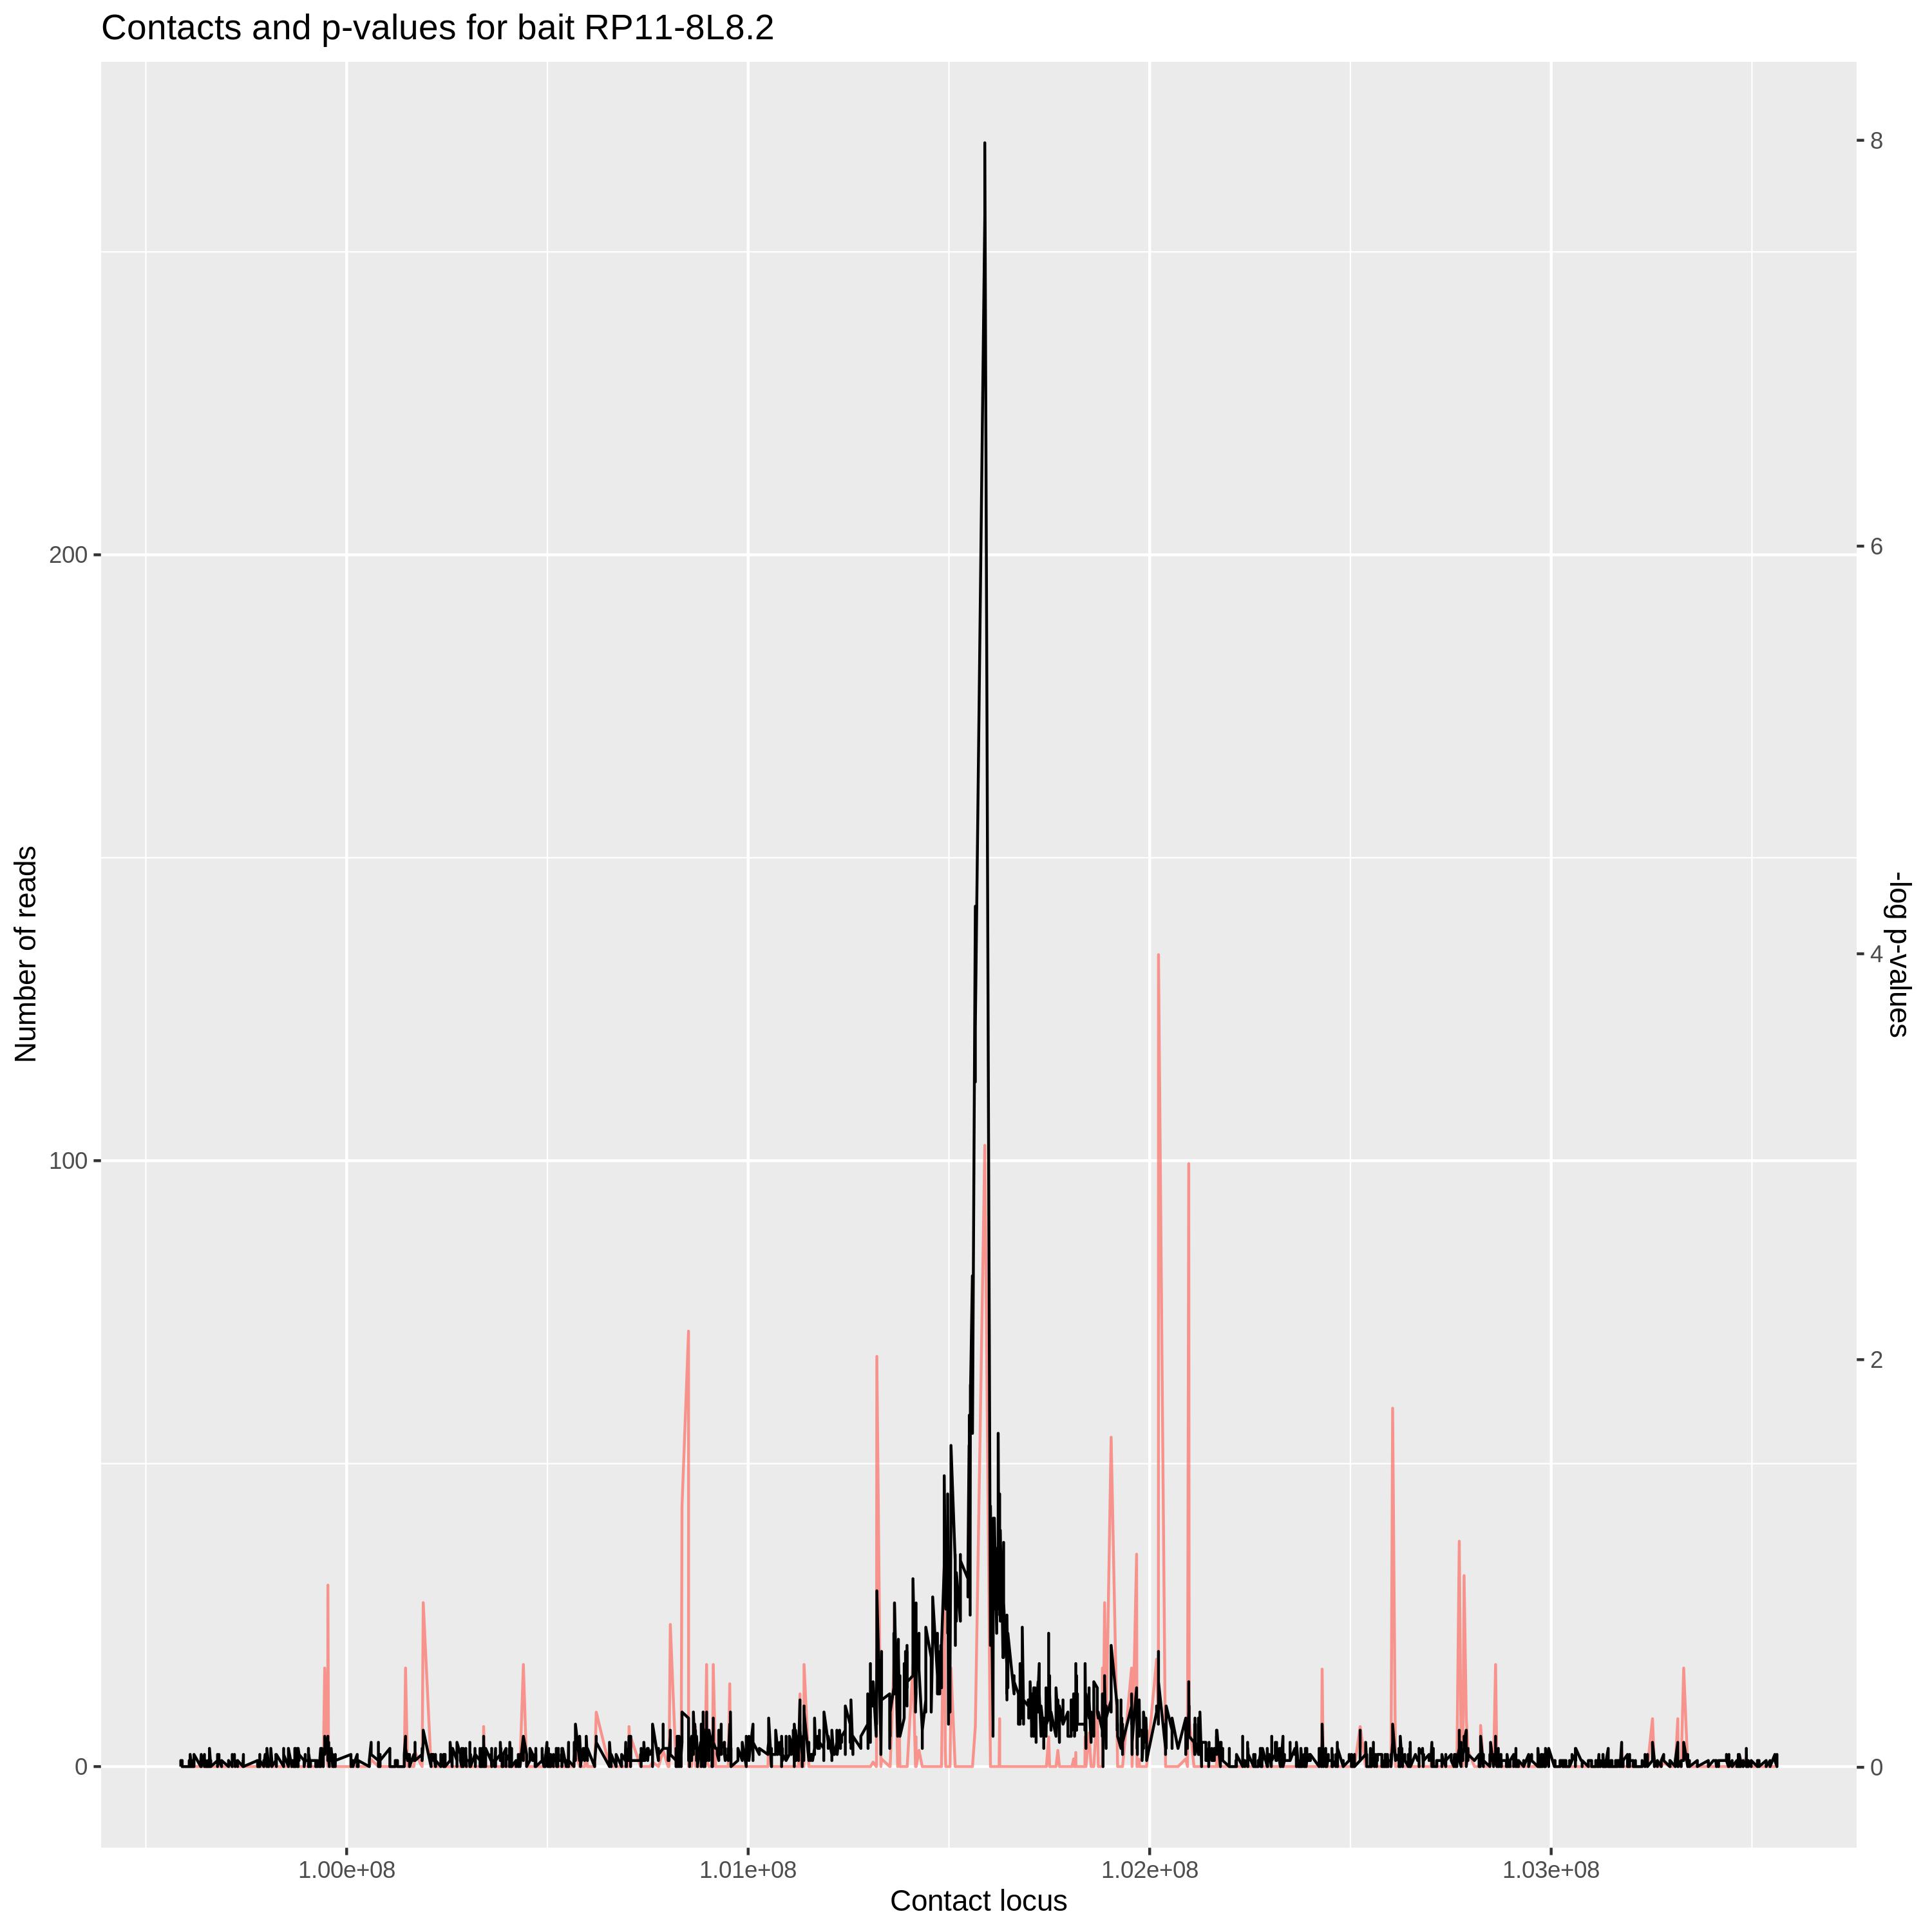 Contacts and p-values for bait RP11-8L8.2
Number of reads
200
100
0
8
6
4
2
0
-log p-values
1.00e+08
1.01e+08
1.02e+08
1.03e+08
Contact locus